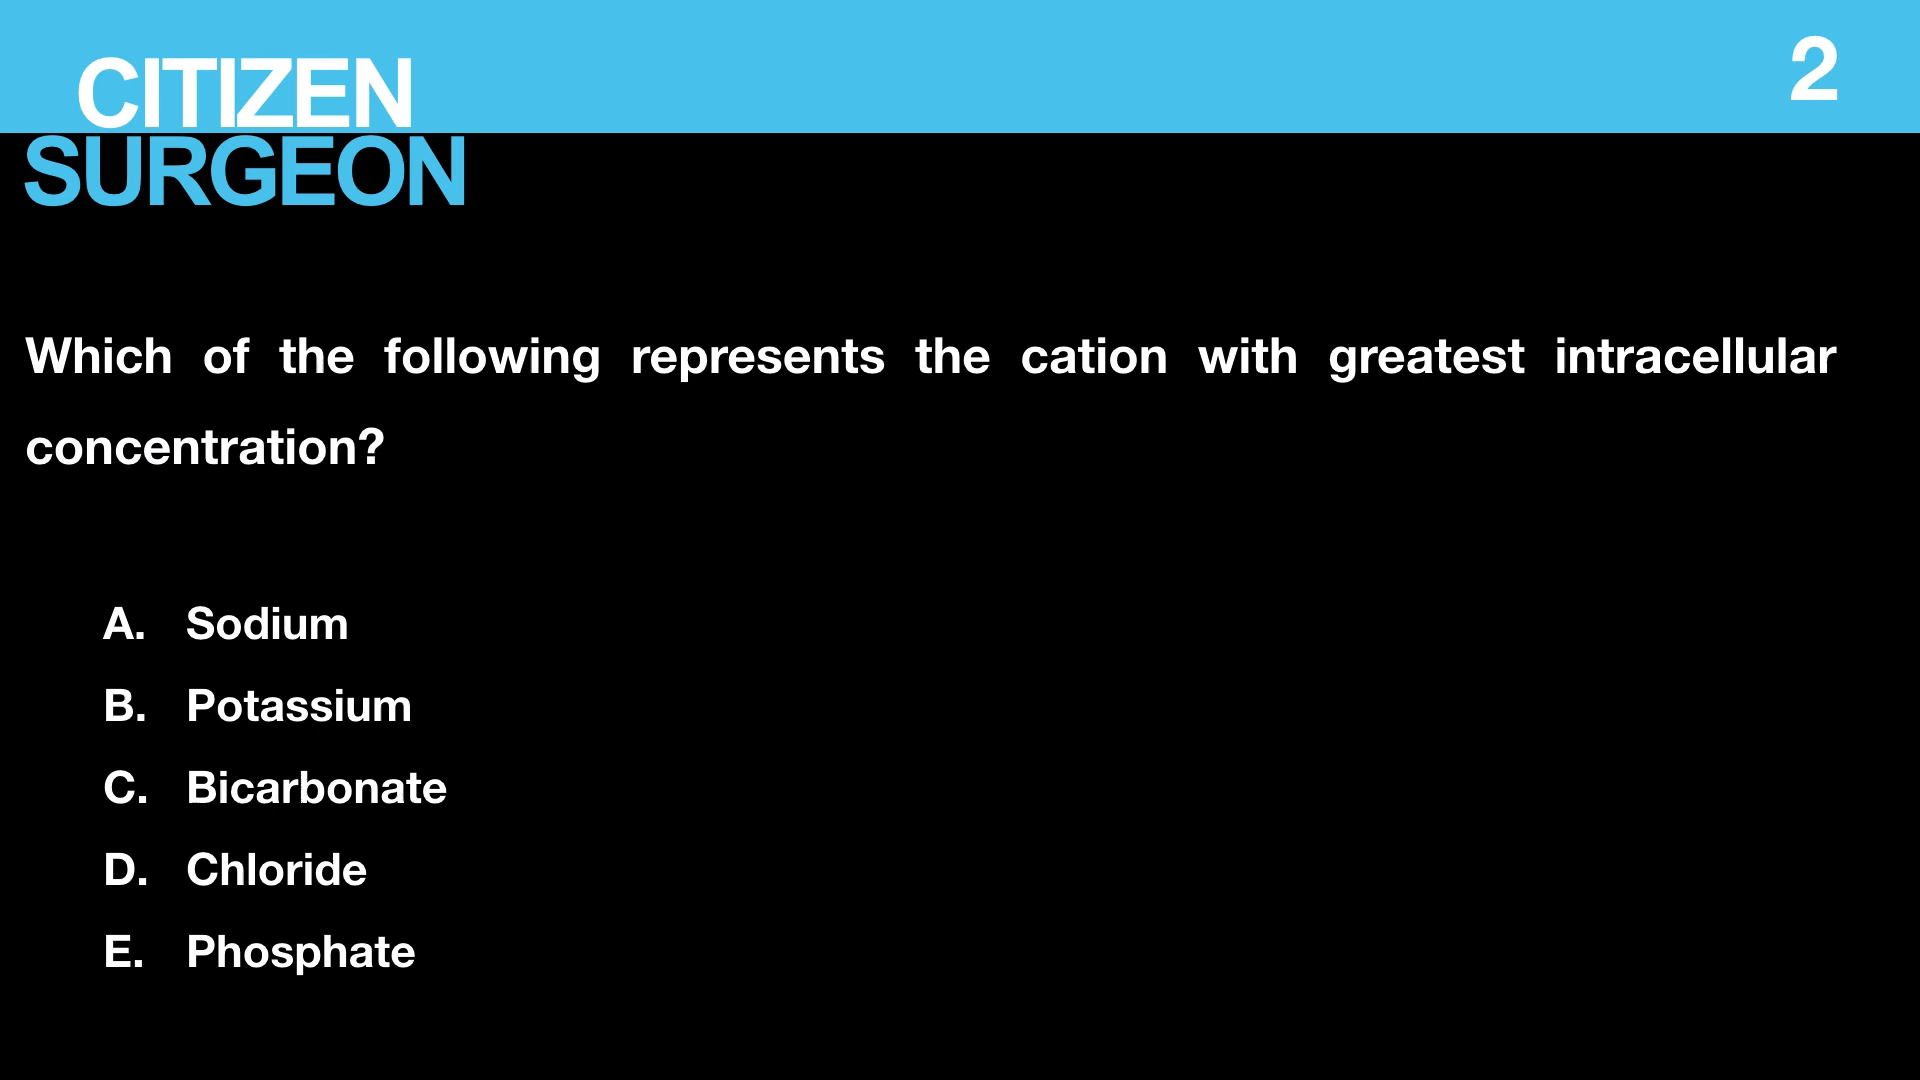 2
CITIZEN
SURGEON
Which of the following represents the cation with greatest intracellular
concentration?
A. Sodium
B. Potassium
C. Bicarbonate
D. Chloride
E. Phosphate